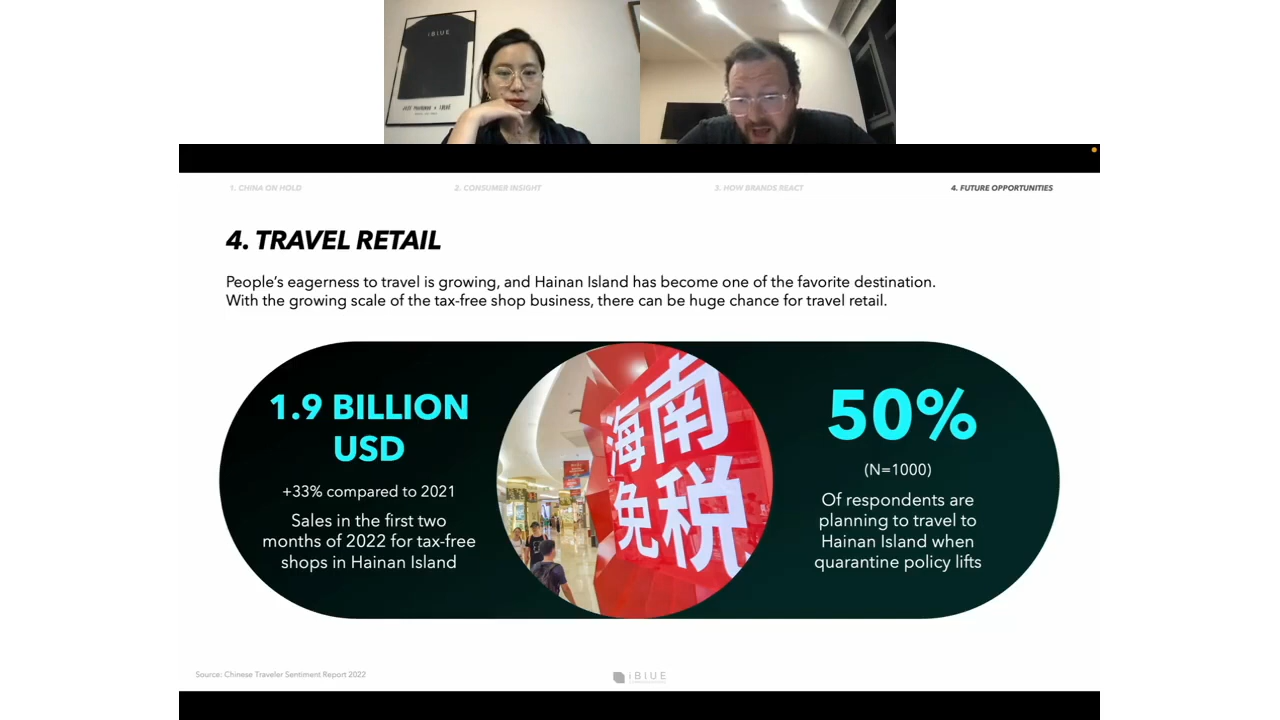 iBIUE
1. CHINA ON HOLD
2. CONSUMER INSIGHT
3. HOW BRANDS REACT
4. FUTURE OPPORTUNITIES
4. TRAVEL RETAIL
People's eagerness to travel is growing, and Hainan Island has become one of the favorite destination.
With the growing scale of the tax-free shop business, there can be huge chance for travel retail.
1.9 BILLION
USD
+33% compared to 2021
Sales in the first two
months of 2022 for tax-free
shops in Hainan Island
海南
免税
50%
(N=1000)
Of respondents are
planning to travel to
Hainan Island when
quarantine policy lifts
Source: Chinese Traveler Sentiment Report 2022
iBIUE